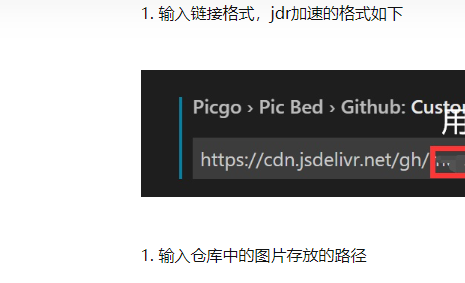 1. 输入链接格式，jdr加速的格式如下
Picgo › Pic Bed › Github: Custo
用
https://cdn.jsdelivr.net/gh/
1. 输入仓库中的图片存放的路径